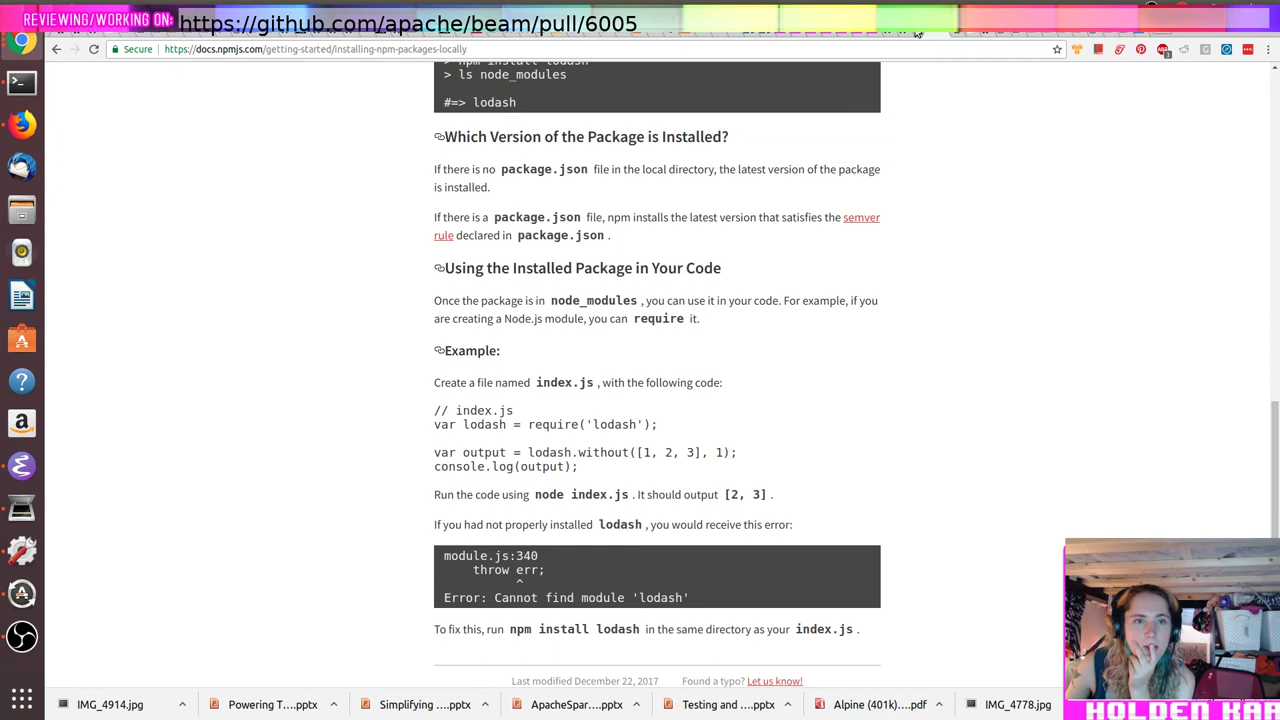 REVIEWING/WORKING ON: https://github.com/apache/beam/pull/6005
Secure https://docs.npmjs.com/getting-started/installing-npm-packages-locally
> npm install lodash
> ls node_modules
#=> lodash
Which Version of the Package is Installed?
If there is no package.json file in the local directory, the latest version of the package
is installed.
If there is a package.json file, npm installs the latest version that satisfies the semver
rule declared in package.json .
Using the Installed Package in Your Code
Once the package is in node_modules , you can use it in your code. For example, if you
are creating a Node.js module, you can require it.
Example:
Create a file named index.js , with the following code:
// index.js
var lodash = require('lodash');
var output = lodash.without([1, 2, 3], 1);
console.log(output);
Run the code using node index.js . It should output [2, 3] .
If you had not properly installed lodash , you would receive this error:
module.js:340
throw err;
^
Error: Cannot find module 'lodash'
To fix this, run npm install lodash in the same directory as your index.js .
Last modified December 22, 2017 Found a typo? Let us know!
IMG_4914.jpg Powering T....pptx Simplifying ....pptx ApacheSpar....pptx Testing and ....pptx Alpine (401k)....pdf IMG_4778.jpg
HOLDEN KAR